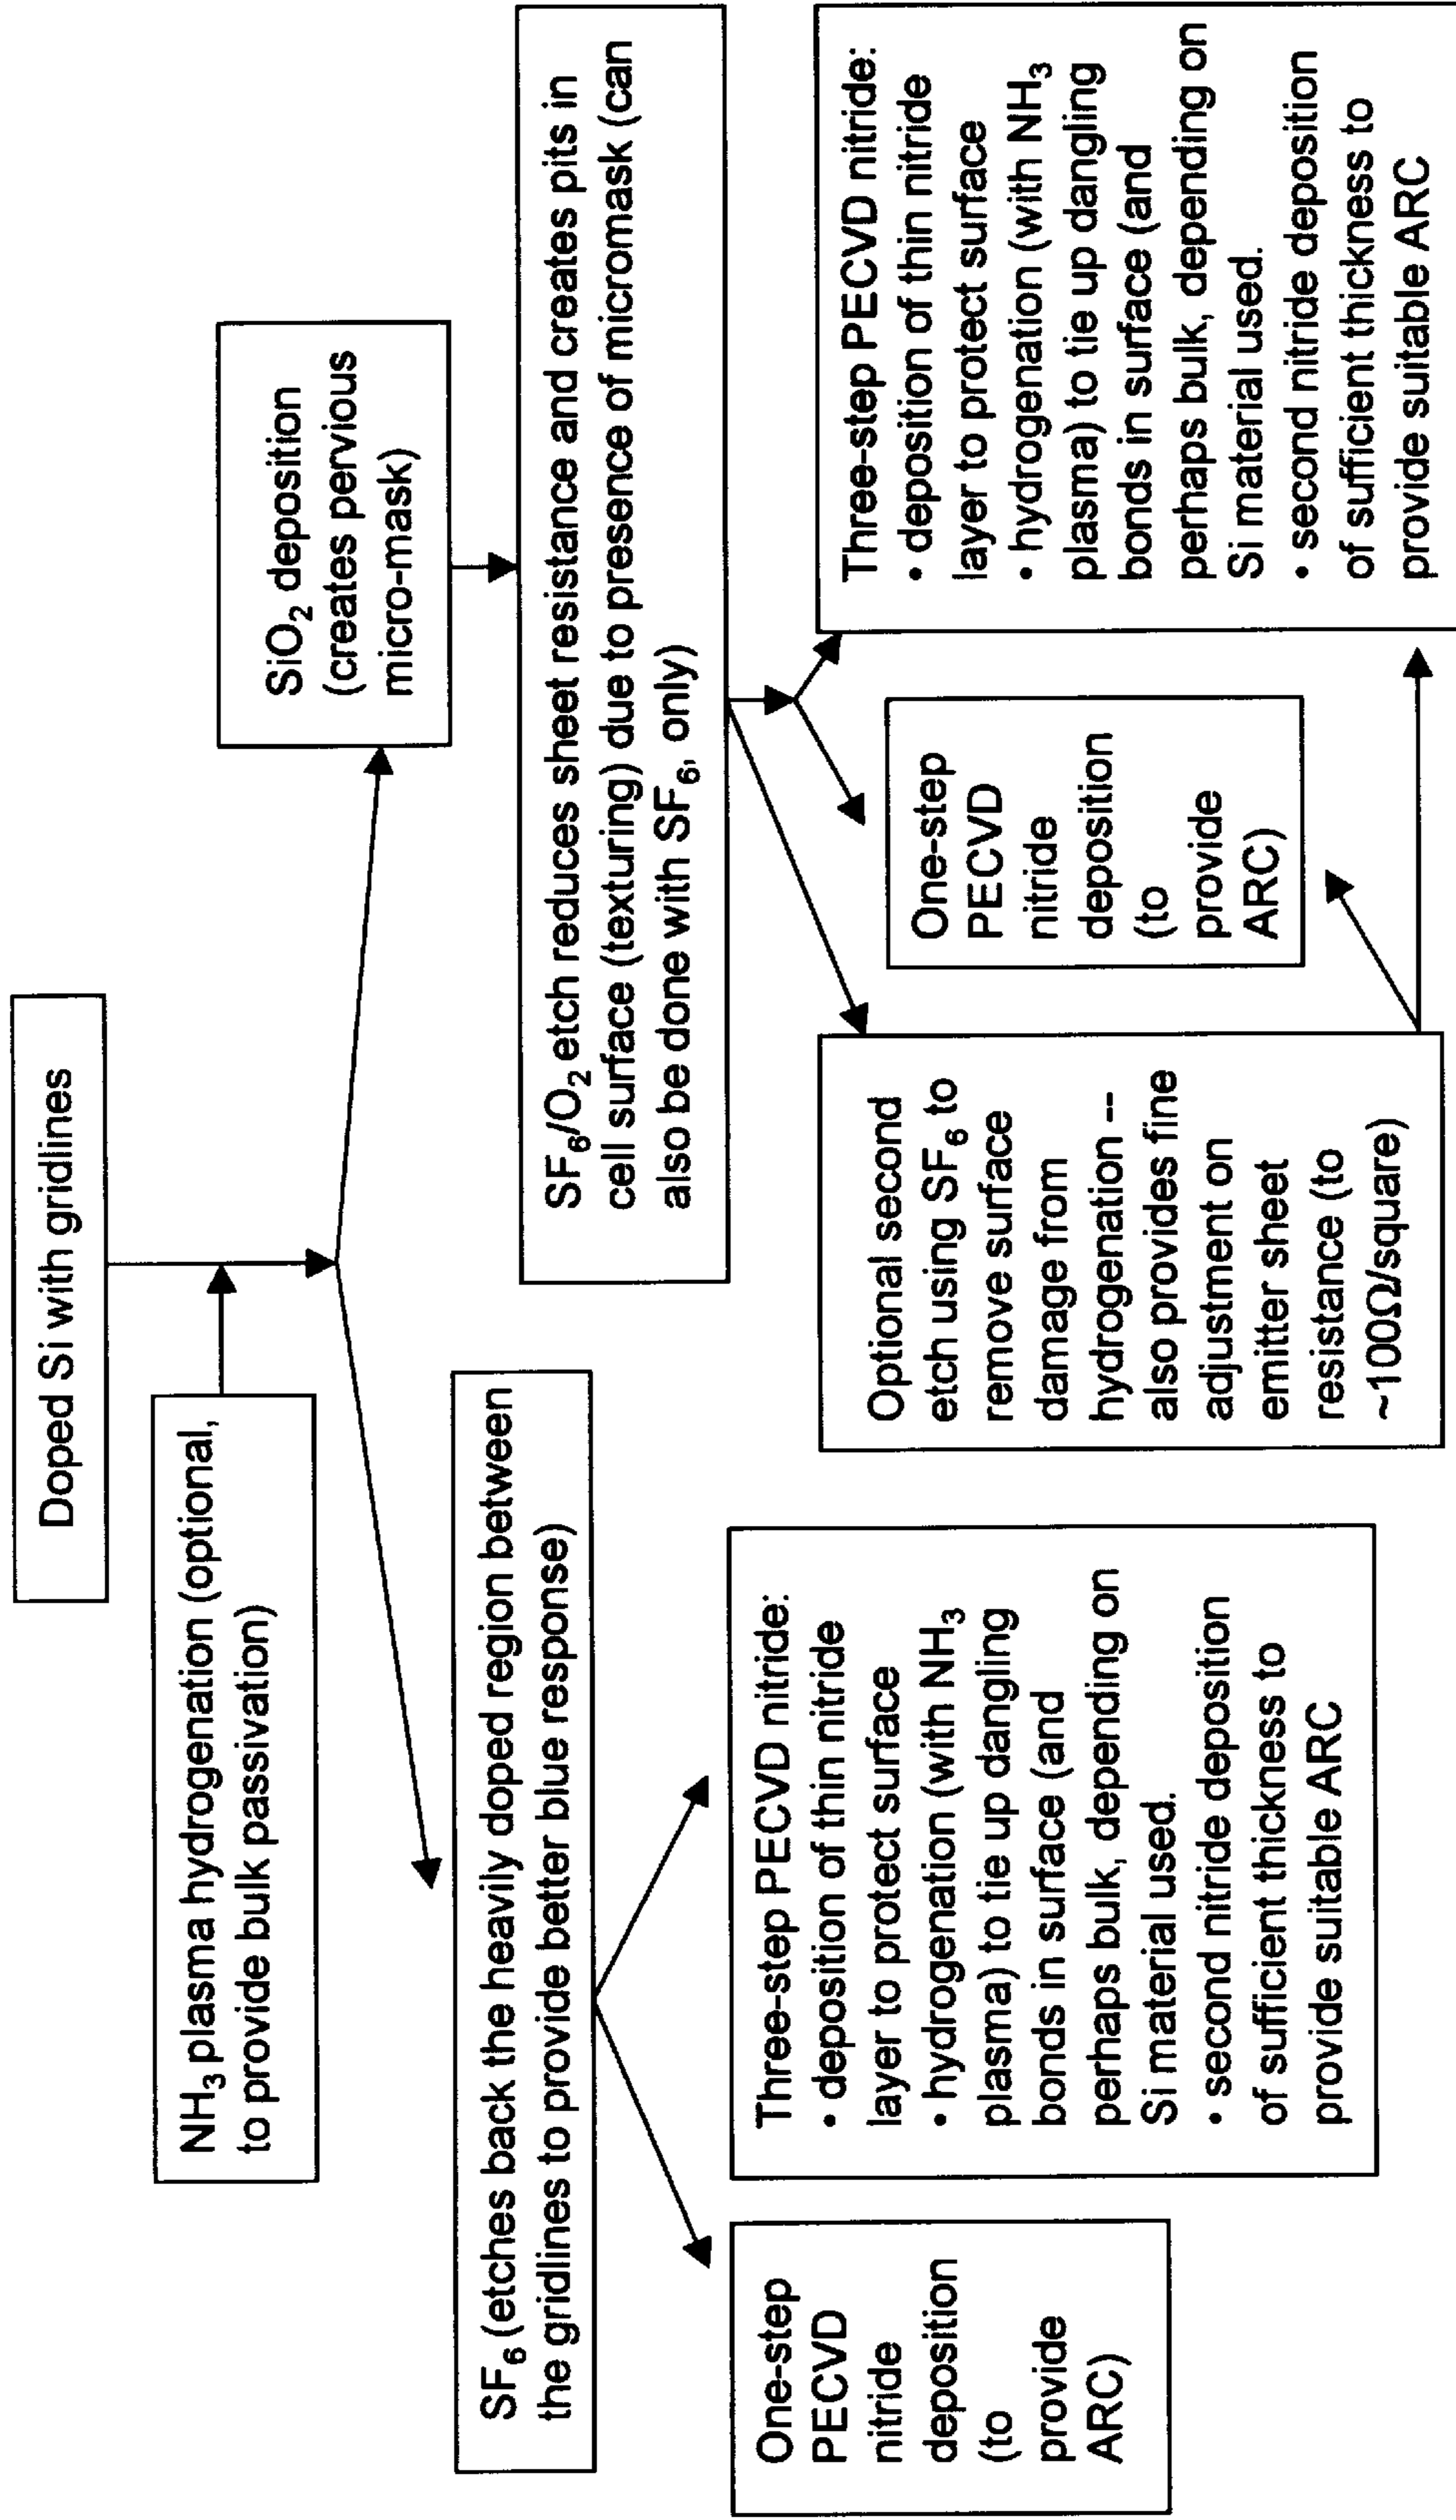 Doped Si with gridlines
NH₃ plasma hydrogenation (optional,
to provide bulk passivation)
SiO₂ deposition
(creates pervious
micro-mask)
SF₆ (etches back the heavily doped region between
the gridlines to provide better blue response)
SF₆/O₂ etch reduces sheet resistance and creates pits in
cell surface (texturing) due to presence of micromask (can
also be done with SF₆, only)
One-step
PECVD
nitride
deposition
(to
provide
ARC)
Three-step PECVD nitride:
• deposition of thin nitride
layer to protect surface
• hydrogenation (with NH₃
plasma) to tie up dangling
bonds in surface (and
perhaps bulk, depending on
Si material used.
• second nitride deposition
of sufficient thickness to
provide suitable ARC
Optional second
etch using SF₆ to
remove surface
damage from
hydrogenation --
also provides fine
adjustment on
emitter sheet
resistance (to
~100Ω/square)
One-step
PECVD
nitride
deposition
(to
provide
ARC)
Three-step PECVD nitride:
• deposition of thin nitride
layer to protect surface
• hydrogenation (with NH₃
plasma) to tie up dangling
bonds in surface (and
perhaps bulk, depending on
Si material used.
• second nitride deposition
of sufficient thickness to
provide suitable ARC